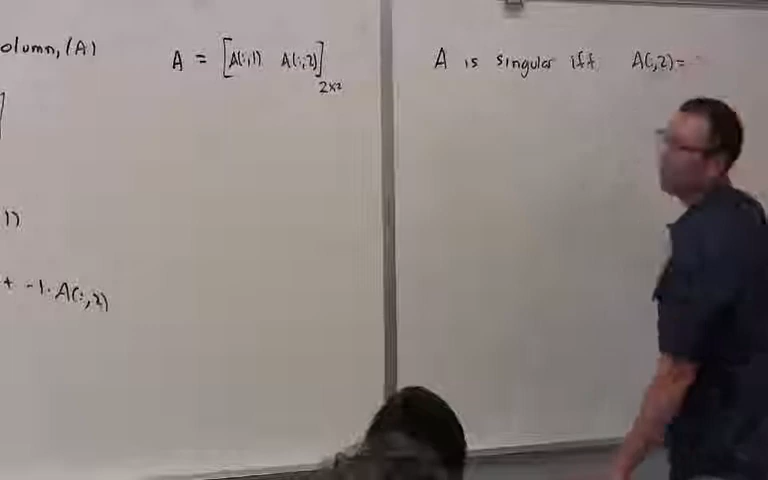 olumn, (A)
1)
+ -1. A(:,2)
A = [A(:,1) A(:,2)] 2x2
A is singular iff A(:,2)=